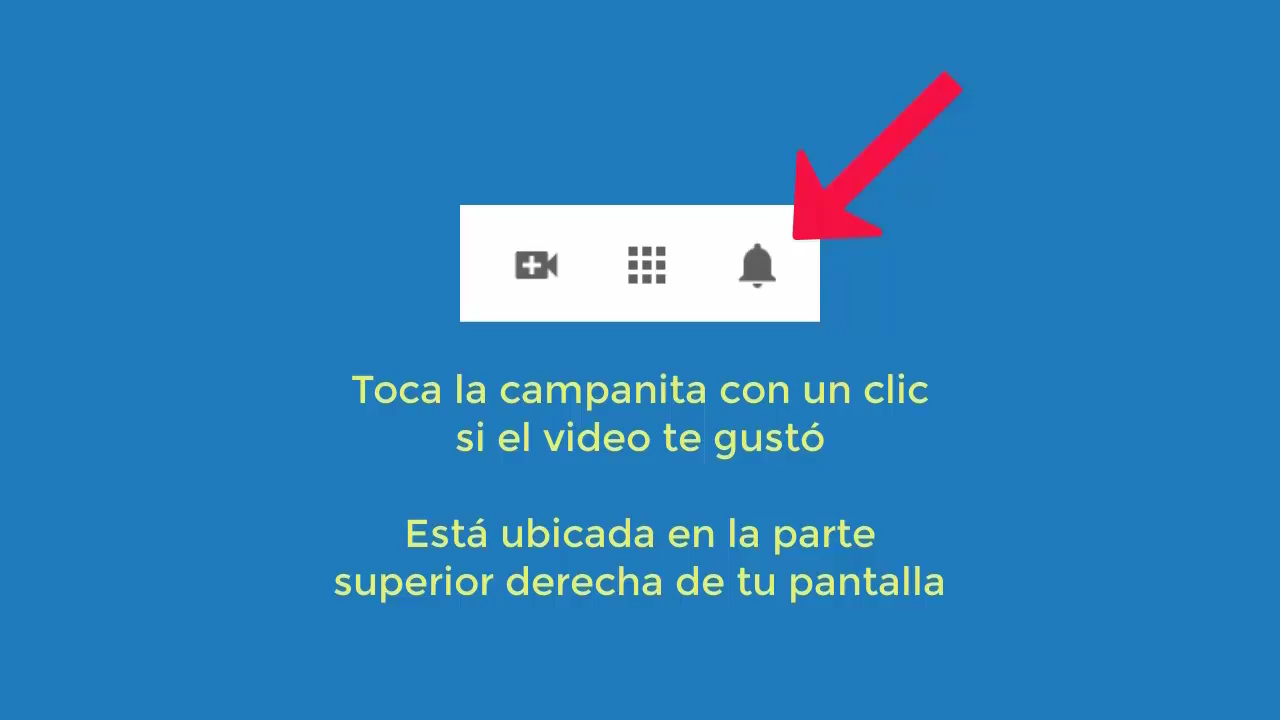 Toca la campanita con un clic
si el video te gustó
Está ubicada en la parte
superior derecha de tu pantalla